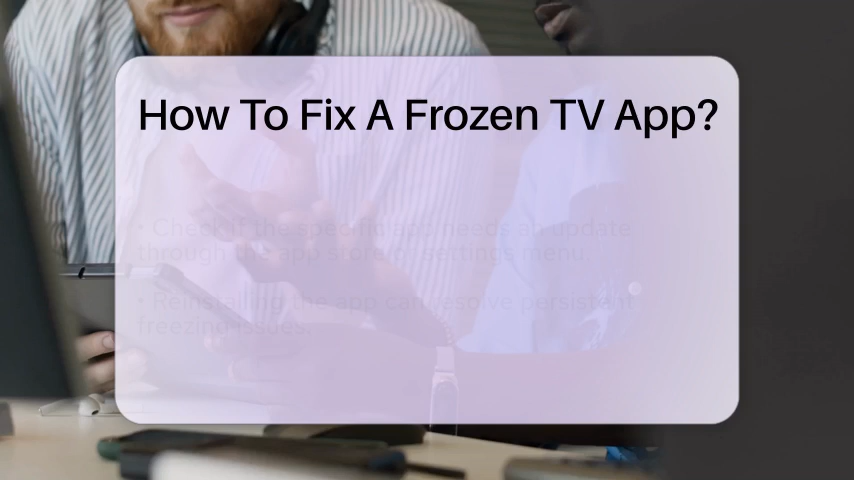 How To Fix A Frozen TV App?
• Check if the specific app needs an update
through the app store or settings menu.
• Reinstalling the app can resolve persistent
freezing issues.